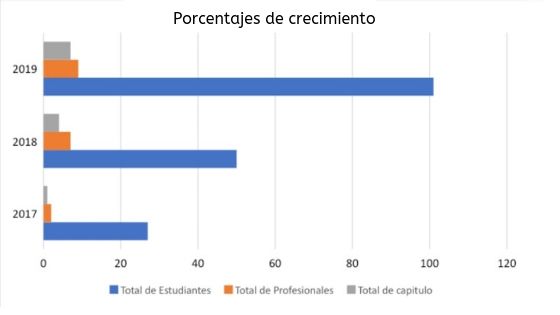 Porcentajes de crecimiento
2019
2018
2017
0 20 40 60 80 100 120
Total de Estudiantes Total de Profesionales Total de capitulo